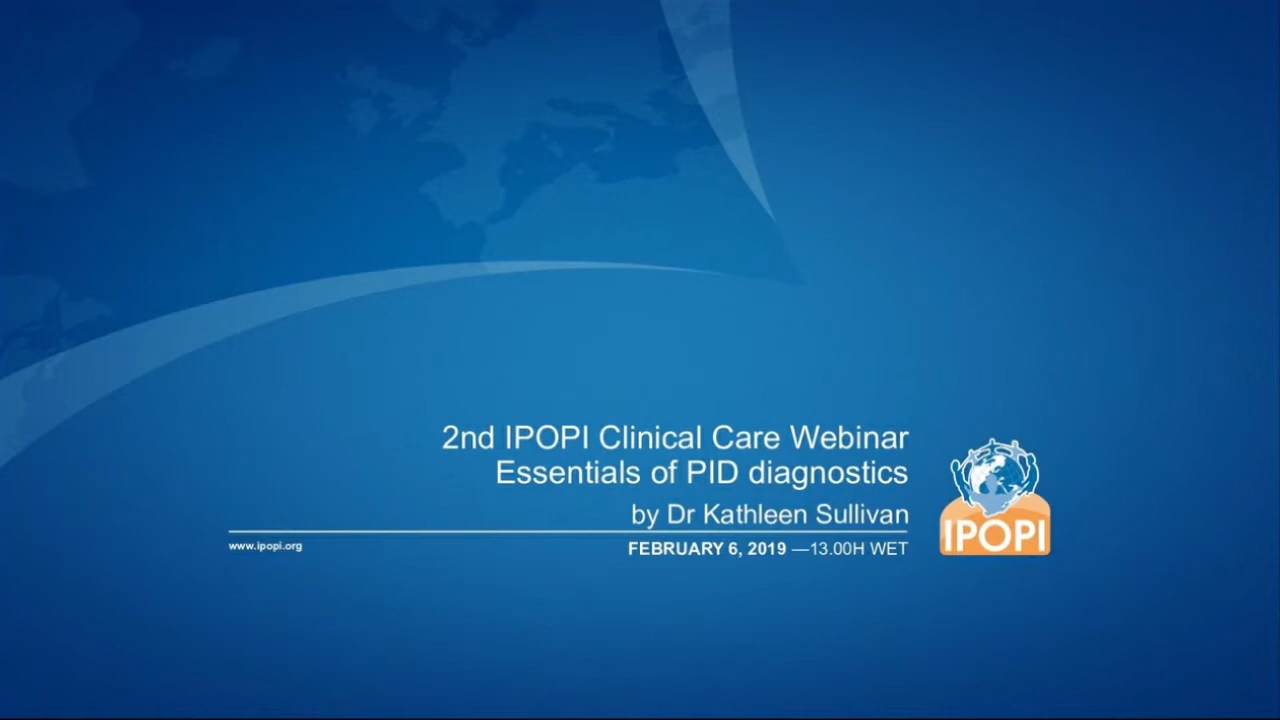 2nd IPOPI Clinical Care Webinar
Essentials of PID diagnostics
by Dr Kathleen Sullivan
www.ipopi.org
FEBRUARY 6, 2019 —13.00H WET
IPOPI